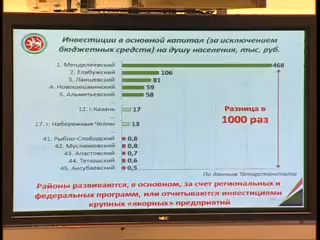 Инвестиции в основной капитал (за исключением
бюджетных средств) на душу населения, тыс. руб.
1. Менделеевский 468
2. Елабужский 106
3. Лаишевский 81
4. Новошешминский 59
5. Альметьевский 58
12. г.Казань 17
17. г. Набережные Челны 13
41. Рыбно-Слободский 0,8
42. Муслюмовский 0,8
43. Апастовский 0,7
44. Тетюшский 0,6
45. Аксубаевский 0,5
Разница в
1000 раз
По данным Татарстанстата
Районы развиваются, в основном, за счет региональных и
федеральных программ, или отчитываются инвестициями
крупных «якорных» предприятий
NEC